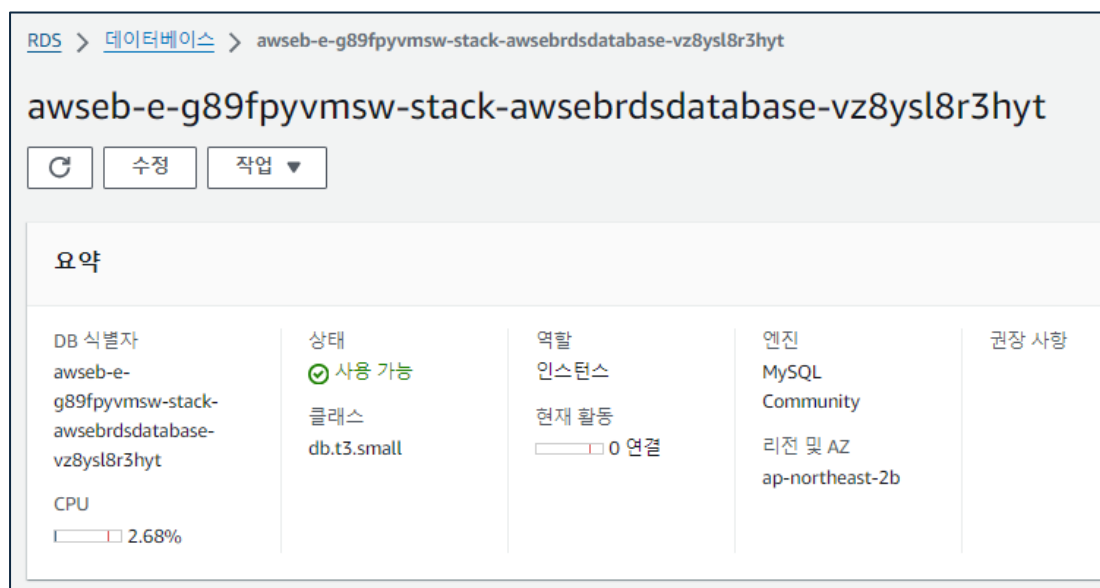 RDS > 데이터베이스 > awseb-e-g89fpyvmsw-stack-awsebrdsdatabase-vz8ysl8r3hyt
awseb-e-g89fpyvmsw-stack-awsebrdsdatabase-vz8ysl8r3hyt
수정 작업
요약
DB 식별자
awseb-e-
g89fpyvmsw-stack-
awsebrdsdatabase-
vz8ysl8r3hyt
CPU
2.68%
상태
사용 가능
클래스
db.t3.small
역할
인스턴스
현재 활동
0 연결
엔진
MySQL
Community
리전 및 AZ
ap-northeast-2b
권장 사항